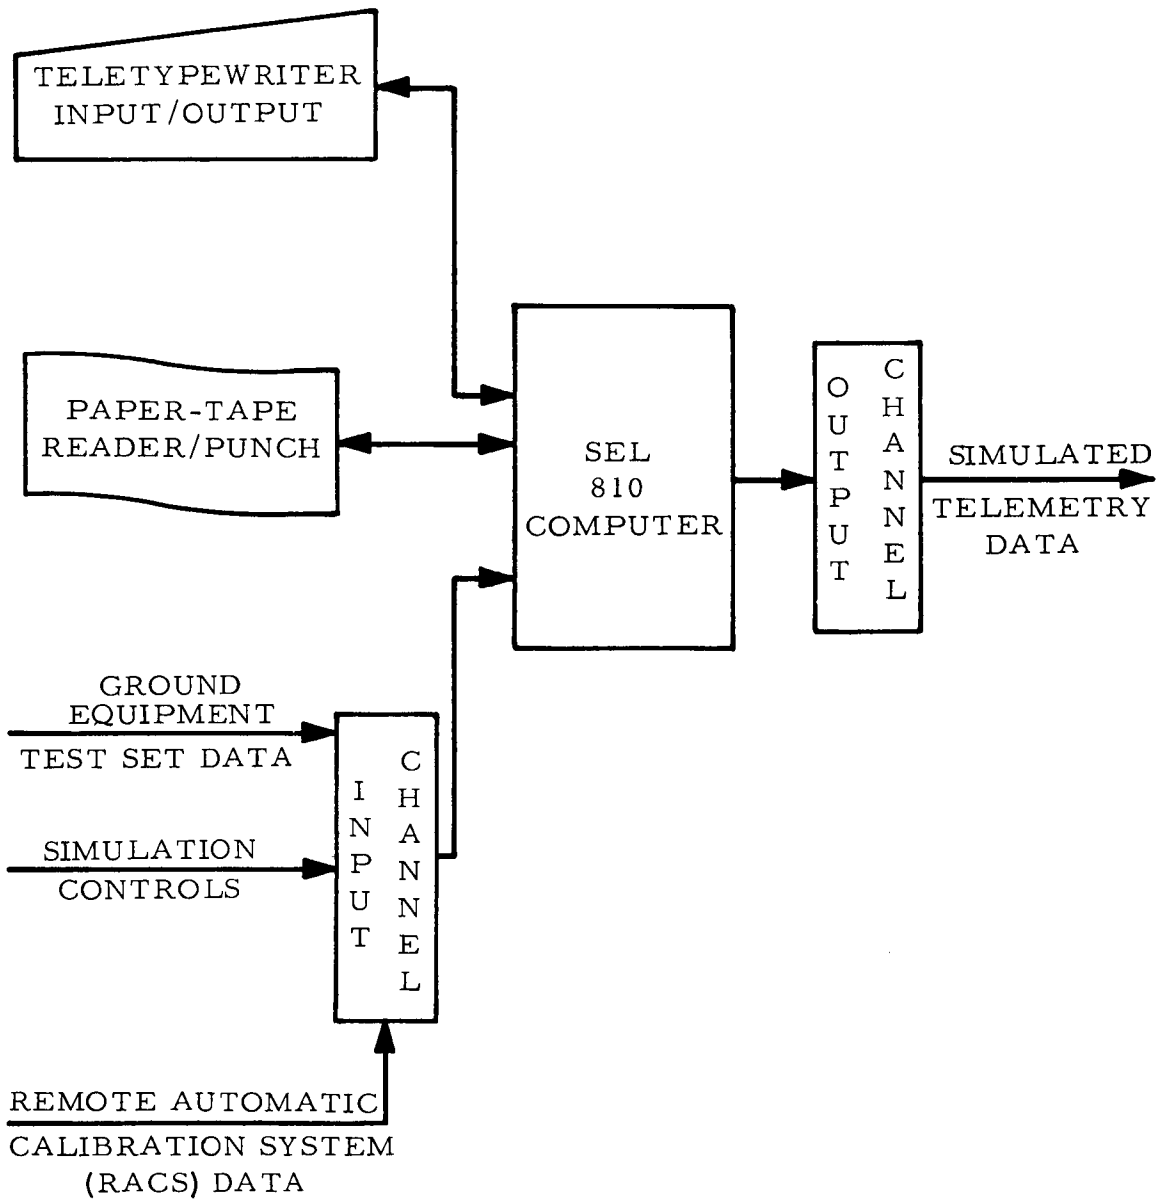 TELETYPEWRITER
INPUT/OUTPUT
PAPER-TAPE
READER/PUNCH
SEL
810
COMPUTER
OUTPUT
CHANNEL
SIMULATED
TELEMETRY
DATA
GROUND
EQUIPMENT
TEST SET DATA
SIMULATION
CONTROLS
INPUT
CHANNEL
REMOTE AUTOMATIC
CALIBRATION SYSTEM
(RACS) DATA